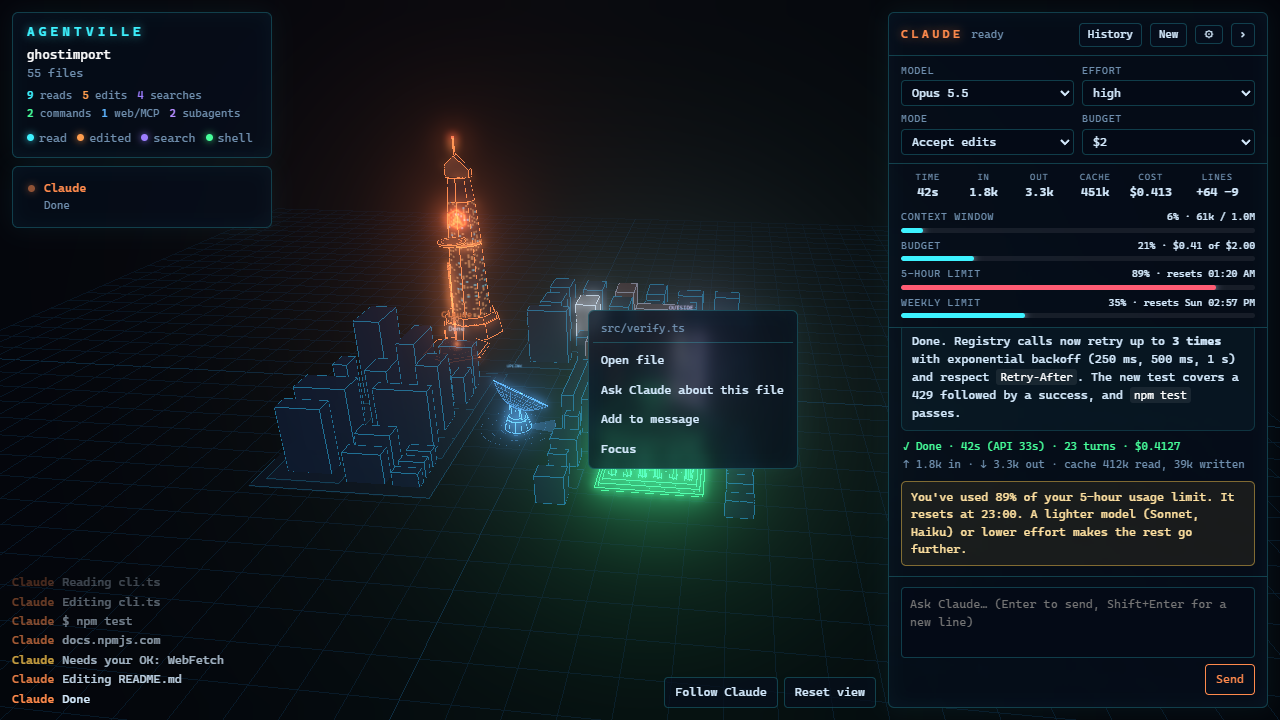 AGENTVILLE
ghostimport
55 files
9 reads 5 edits 4 searches
2 commands 1 web/MCP 2 subagents
read edited search shell
Claude
Done
src/verify.ts
Open file
Ask Claude about this file
Add to message
Focus
Claude Reading cli.ts
Claude Editing cli.ts
Claude $ npm test
Claude docs.npmjs.com
Claude Needs your OK: WebFetch
Claude Editing README.md
Claude Done
Follow Claude
Reset view
CLAUDE ready History New ⚙ ›
MODEL EFFORT
Opus 5.5 high
MODE BUDGET
Accept edits $2
TIME IN OUT CACHE COST LINES
42s 1.8k 3.3k 451k $0.413 +64 −9
CONTEXT WINDOW 6% · 61k / 1.0M
BUDGET 21% · $0.41 of $2.00
5-HOUR LIMIT 89% · resets 01:20 AM
WEEKLY LIMIT 35% · resets Sun 02:57 PM
Done. Registry calls now retry up to 3 times
with exponential backoff (250 ms, 500 ms, 1 s)
and respect Retry-After. The new test covers a
429 followed by a success, and npm test
passes.
✓ Done · 42s (API 33s) · 23 turns · $0.4127
↑ 1.8k in · ↓ 3.3k out · cache 412k read, 39k written
You've used 89% of your 5-hour usage limit. It
resets at 23:00. A lighter model (Sonnet,
Haiku) or lower effort makes the rest go
further.
Ask Claude… (Enter to send, Shift+Enter for a
new line)
Send